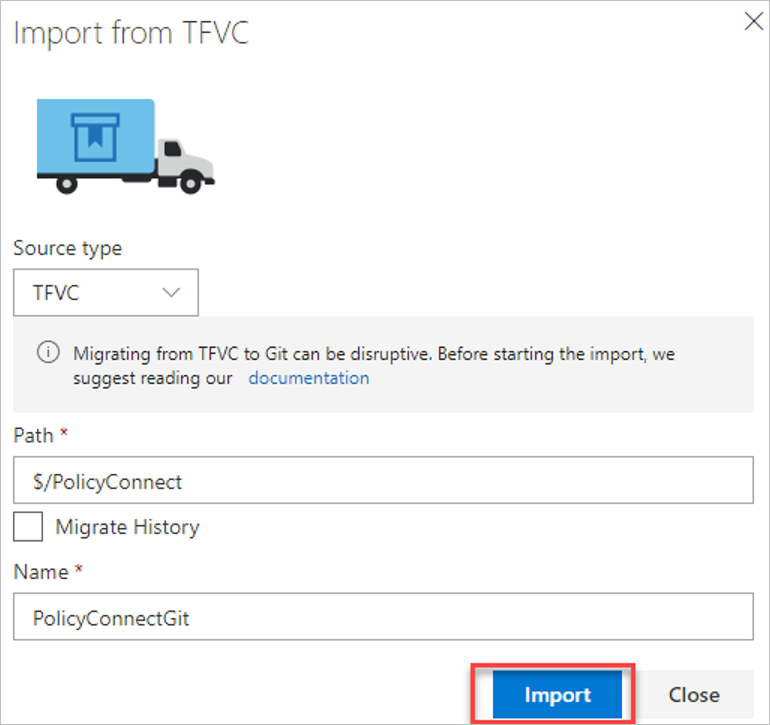 Import from TFVC
Source type
TFVC
Migrating from TFVC to Git can be disruptive. Before starting the import, we
suggest reading our documentation
Path *
$/PolicyConnect
Migrate History
Name *
PolicyConnectGit
Import Close